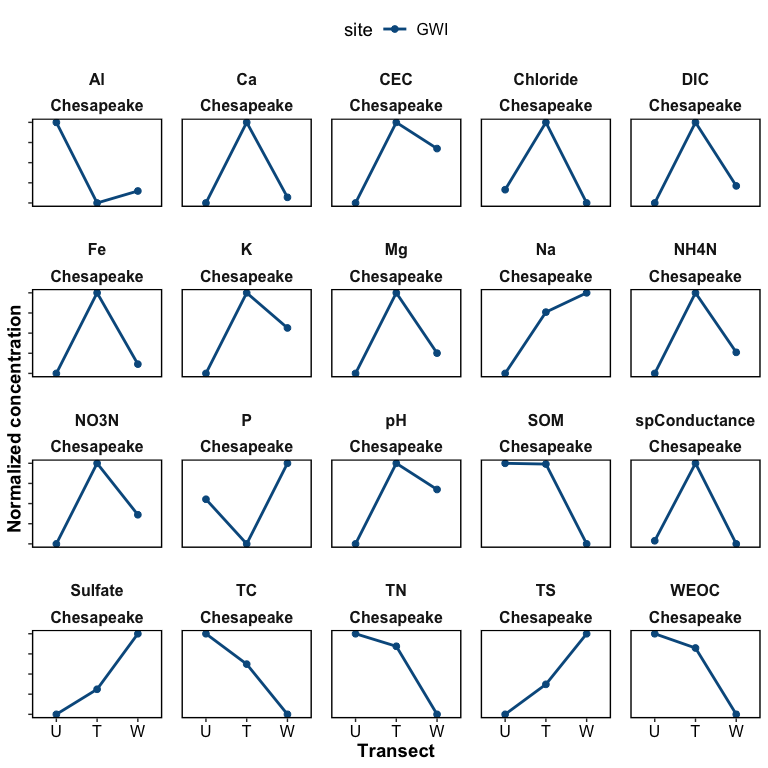 site GWI
Al Ca CEC Chloride DIC
Chesapeake Chesapeake Chesapeake Chesapeake Chesapeake
Fe K Mg Na NH4N
Chesapeake Chesapeake Chesapeake Chesapeake Chesapeake
NO3N P pH SOM spConductance
Chesapeake Chesapeake Chesapeake Chesapeake Chesapeake
Sulfate TC TN TS WEOC
Chesapeake Chesapeake Chesapeake Chesapeake Chesapeake
U T W U T W U T W U T W U T W
Transect
Normalized concentration